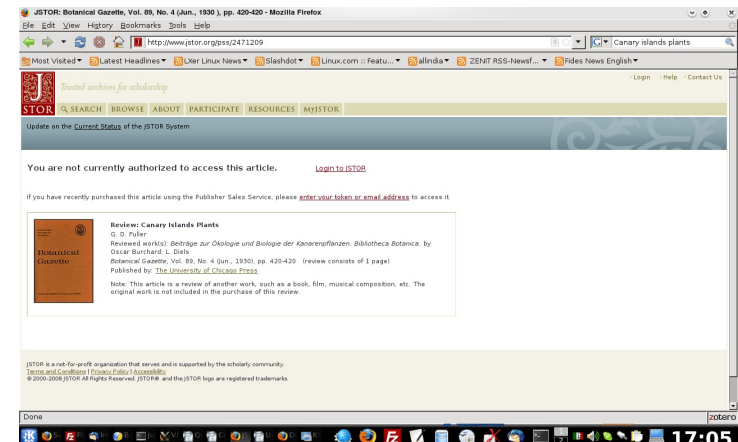 JSTOR: Botanical Gazette, Vol. 89, No. 4 (Jun., 1930 ), pp. 420-420 - Mozilla Firefox
File Edit View History Bookmarks Tools Help
http://www.jstor.org/pss/2471209 Canary islands plants
Most Visited Latest Headlines LXer Linux News Slashdot Linux.com :: Featu... allindia ZENIT RSS-Newsf... Fides News English
Login Help Contact Us
Trusted archives for scholarship
JSTOR SEARCH BROWSE ABOUT PARTICIPATE RESOURCES MyJSTOR
Update on the Current Status of the JSTOR System
You are not currently authorized to access this article. Login to JSTOR
If you have recently purchased this article using the Publisher Sales Service, please enter your token or email address to access it.
Botanical
Gazette
Review: Canary Islands Plants
G. D. Fuller
Reviewed work(s): Beiträge zur Ökologie und Biologie der Kanarenpflanzen. Bibliotheca Botanica. by
Oscar Burchard; L. Diels
Botanical Gazette, Vol. 89, No. 4 (Jun., 1930), pp. 420-420 (review consists of 1 page)
Published by: The University of Chicago Press
Note: This article is a review of another work, such as a book, film, musical composition, etc. The
original work is not included in the purchase of this review.
JSTOR is a not-for-profit organization that serves and is supported by the scholarly community.
Terms and Conditions | Privacy Policy | Accessibility
© 2000-2008 JSTOR All Rights Reserved. JSTOR® and the JSTOR logo are registered trademarks.
Done zotero
17:05